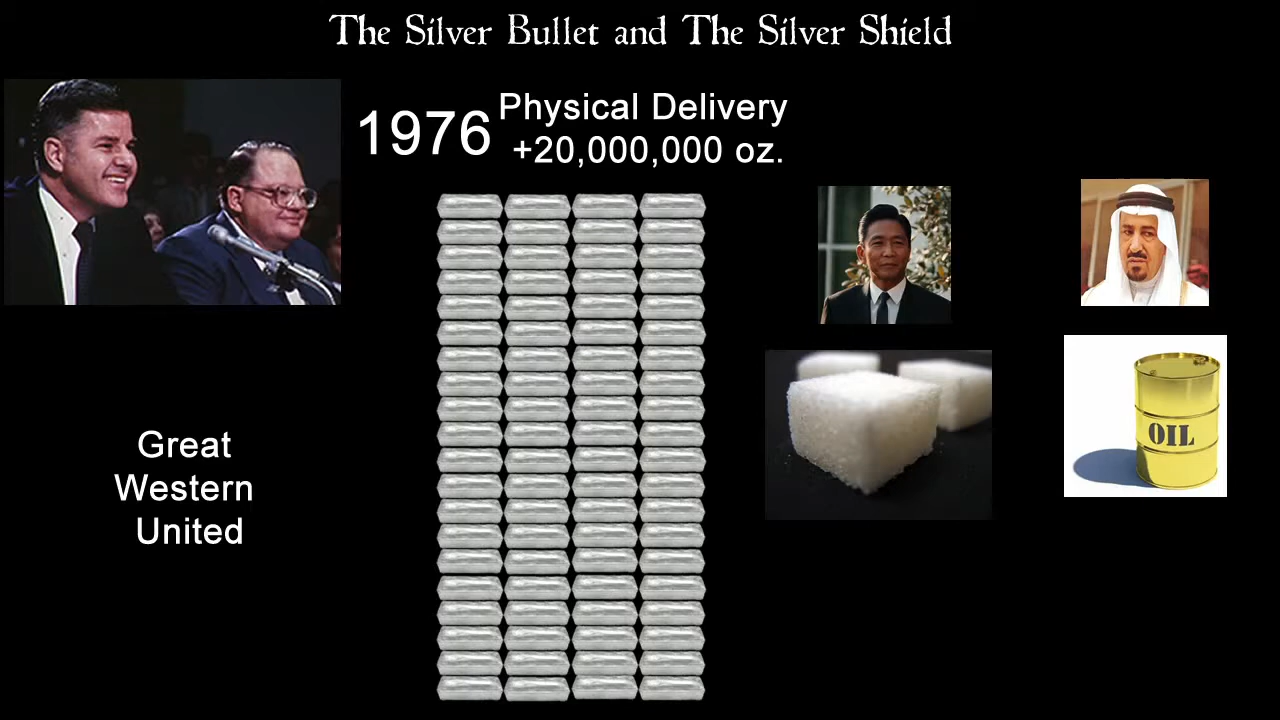 The Silver Bullet and The Silver Shield
1976
Physical Delivery
+20,000,000 oz.
Great
Western
United
OIL